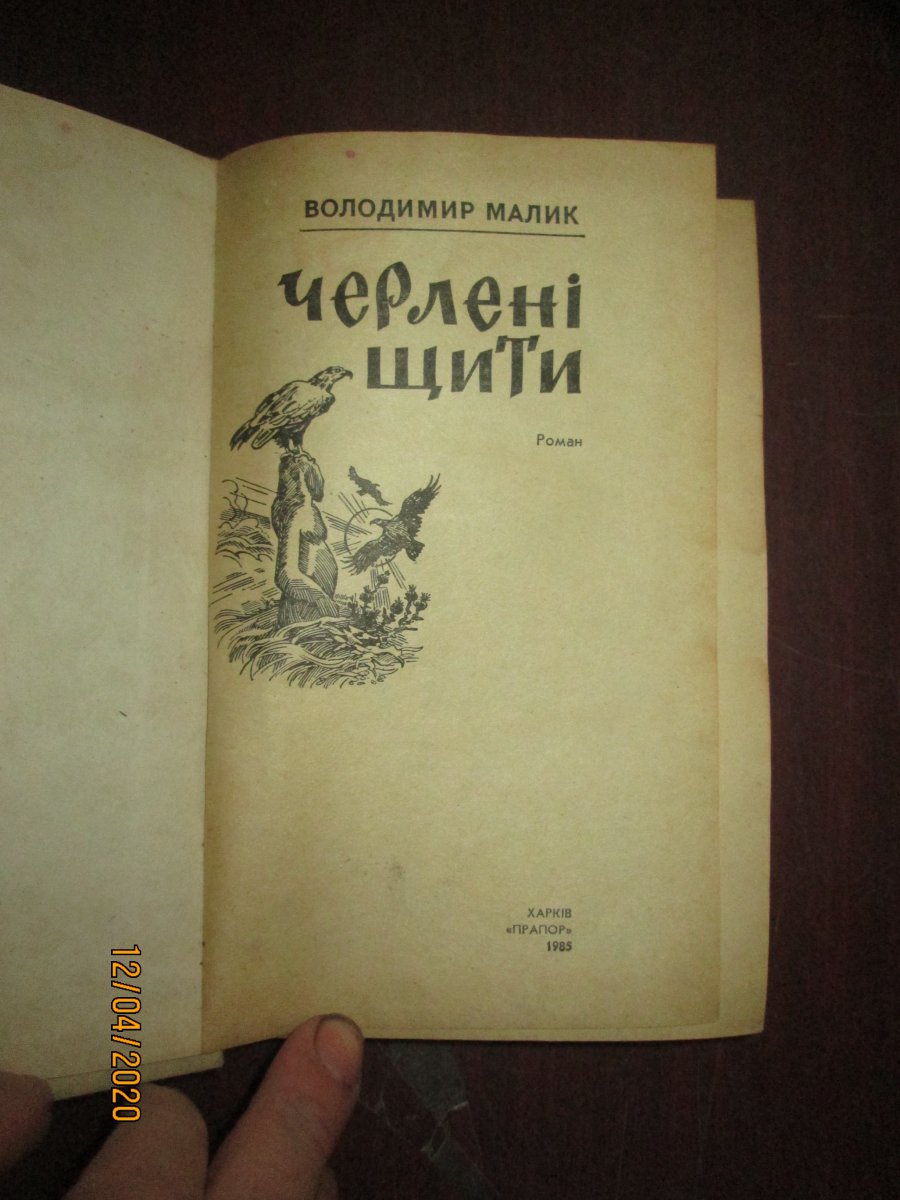 ВОЛОДИМИР МАЛИК
Черлені
щити
Роман
ХАРКІВ
«ПРАПОР»
1985
12/04/2020